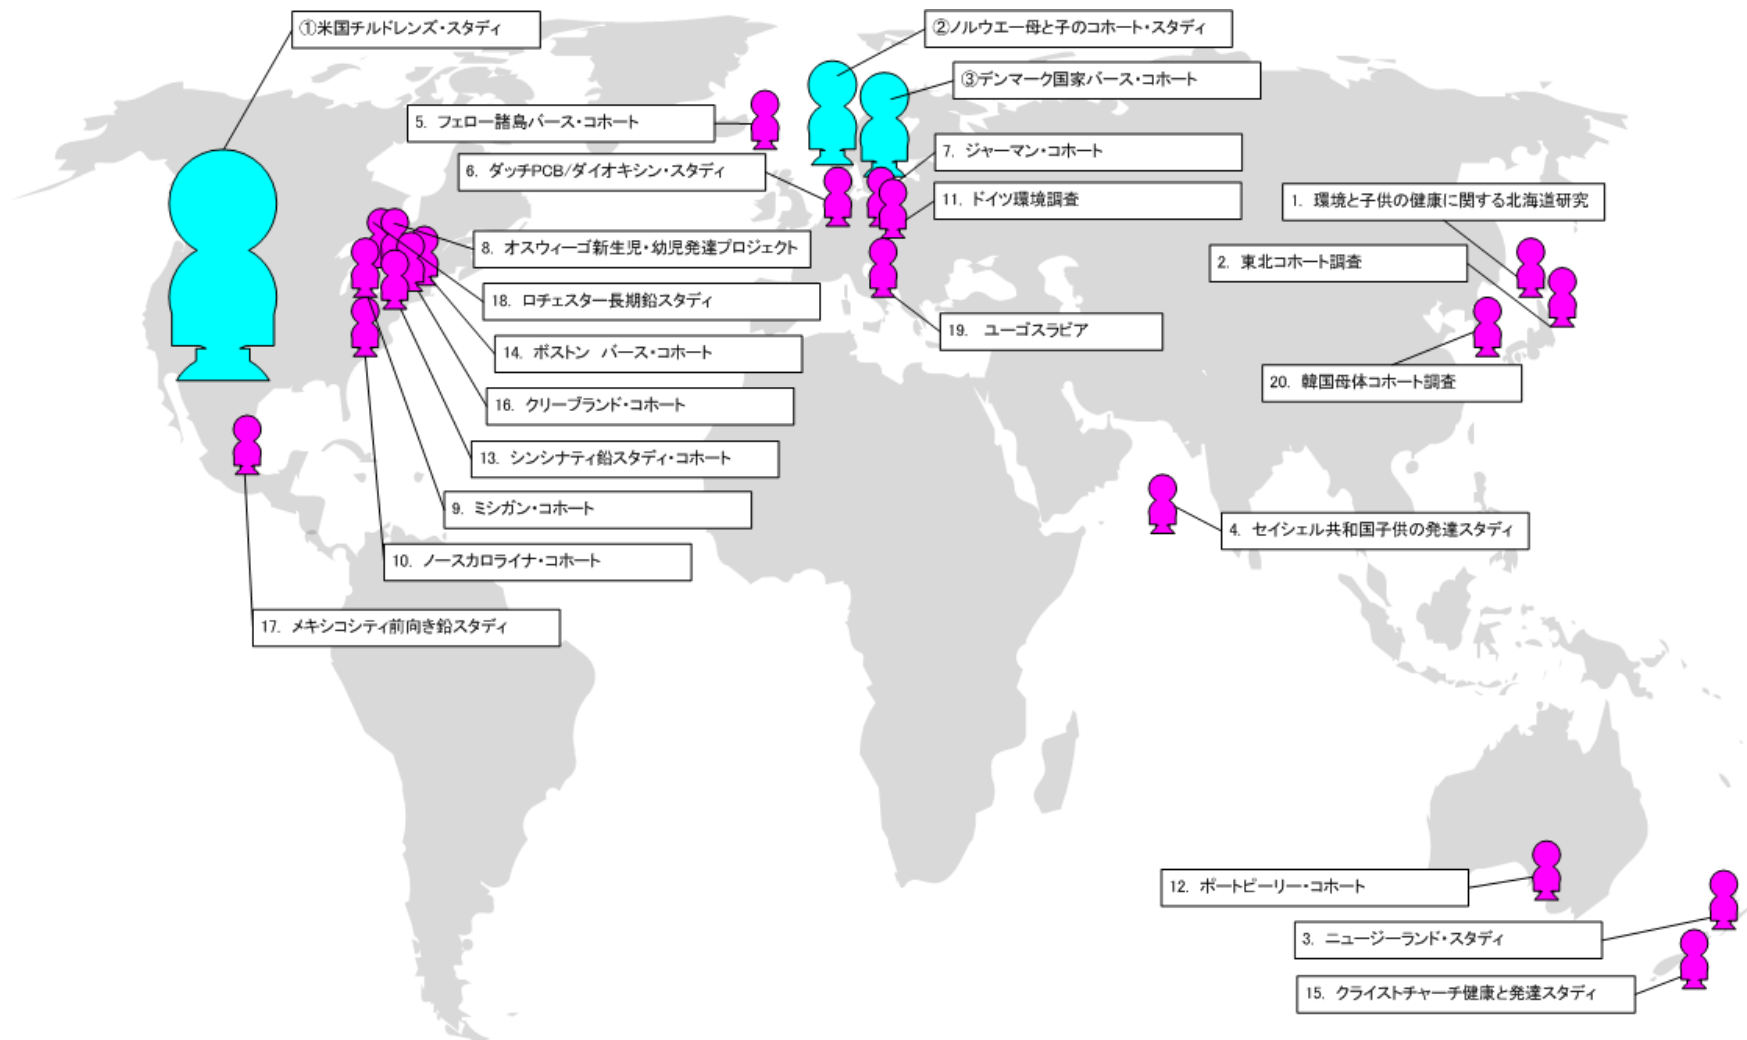 ①米国チルドレンズ・スタディ
②ノルウエー母と子のコホート・スタディ
③デンマーク国家バース・コホート
5. フェロー諸島バース・コホート
7. ジャーマン・コホート
6. ダッチPCB/ダイオキシン・スタディ
11. ドイツ環境調査
1. 環境と子供の健康に関する北海道研究
8. オスウィーゴ新生児・幼児発達プロジェクト
2. 東北コホート調査
18. ロチェスター長期鉛スタディ
19. ユーゴスラビア
14. ボストン バース・コホート
20. 韓国母体コホート調査
16. クリーブランド・コホート
13. シンシナティ鉛スタディ・コホート
9. ミシガン・コホート
4. セイシェル共和国子供の発達スタディ
10. ノースカロライナ・コホート
17. メキシコシティ前向き鉛スタディ
12. ポートピーリー・コホート
3. ニュージーランド・スタディ
15. クライストチャーチ健康と発達スタディ